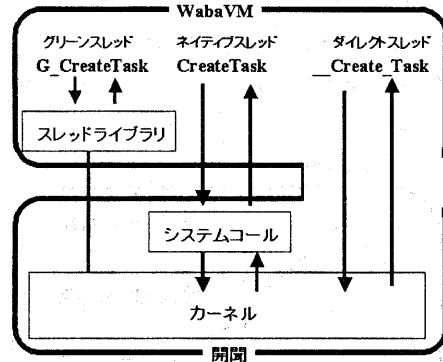 WabaVM
グリーンスレッド ネイティブスレッド ダイレクトスレッド
G_CreateTask CreateTask __Create_Task
スレッドライブラリ
システムコール
カーネル
開聞